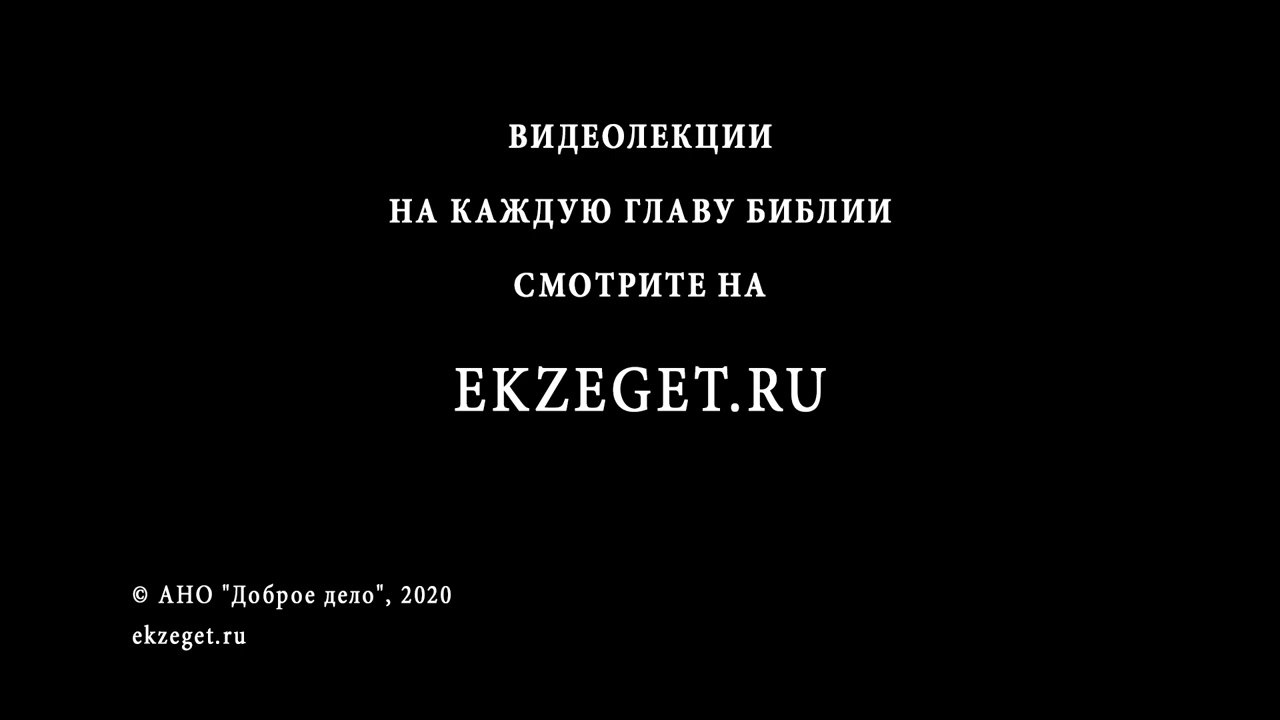 ВИДЕОЛЕКЦИИ
НА КАЖДУЮ ГЛАВУ БИБЛИИ
СМОТРИТЕ НА
EKZEGET.RU
© АНО "Доброе дело", 2020
ekzeget.ru